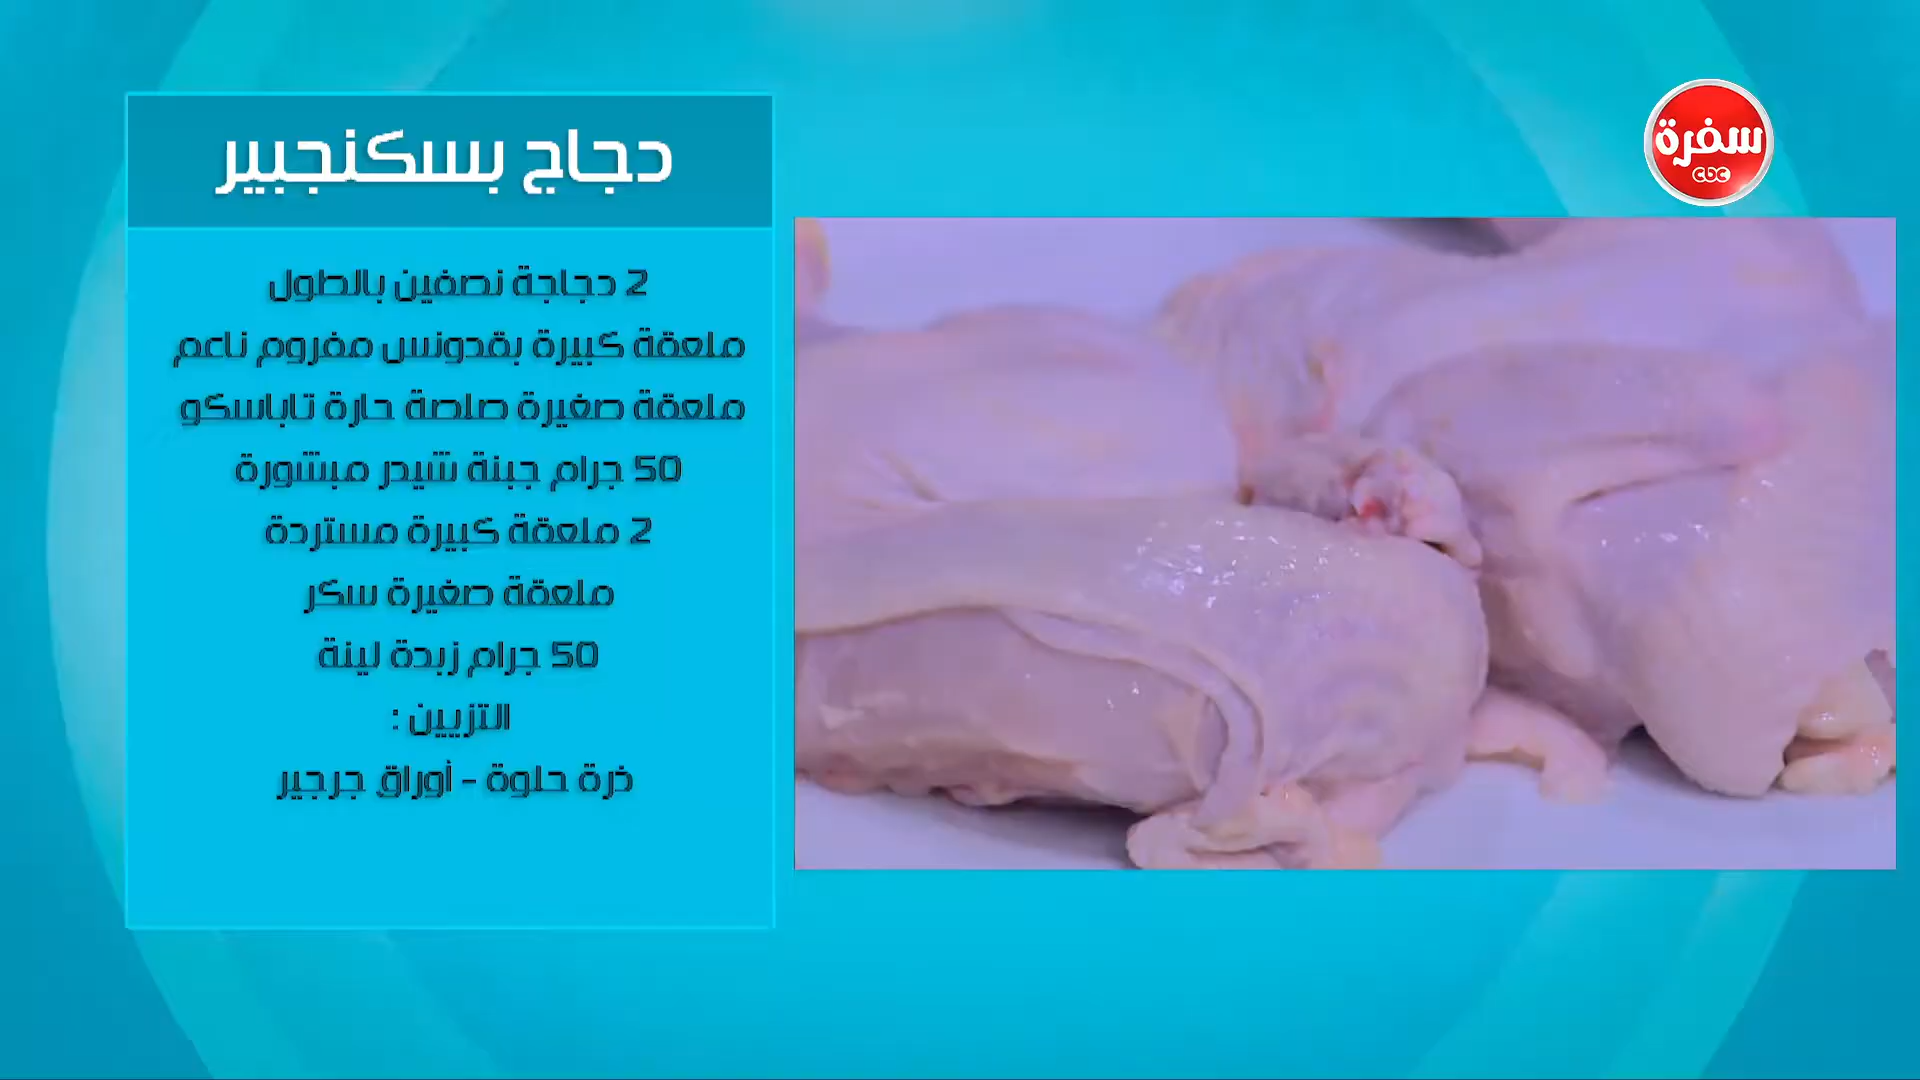 دجاج بسكنجبير
2 دجاجة نصفين بالطول
ملعقة كبيرة بقدونس مفروم ناعم
ملعقة صغيرة صلصة حارة تاباسكو
50 جرام جبنة شيدر مبشورة
2 ملعقة كبيرة مستردة
ملعقة صغيرة سكر
50 جرام زبدة لينة
التزيين :
ذرة حلوة - أوراق جرجير
سفرة
cbc